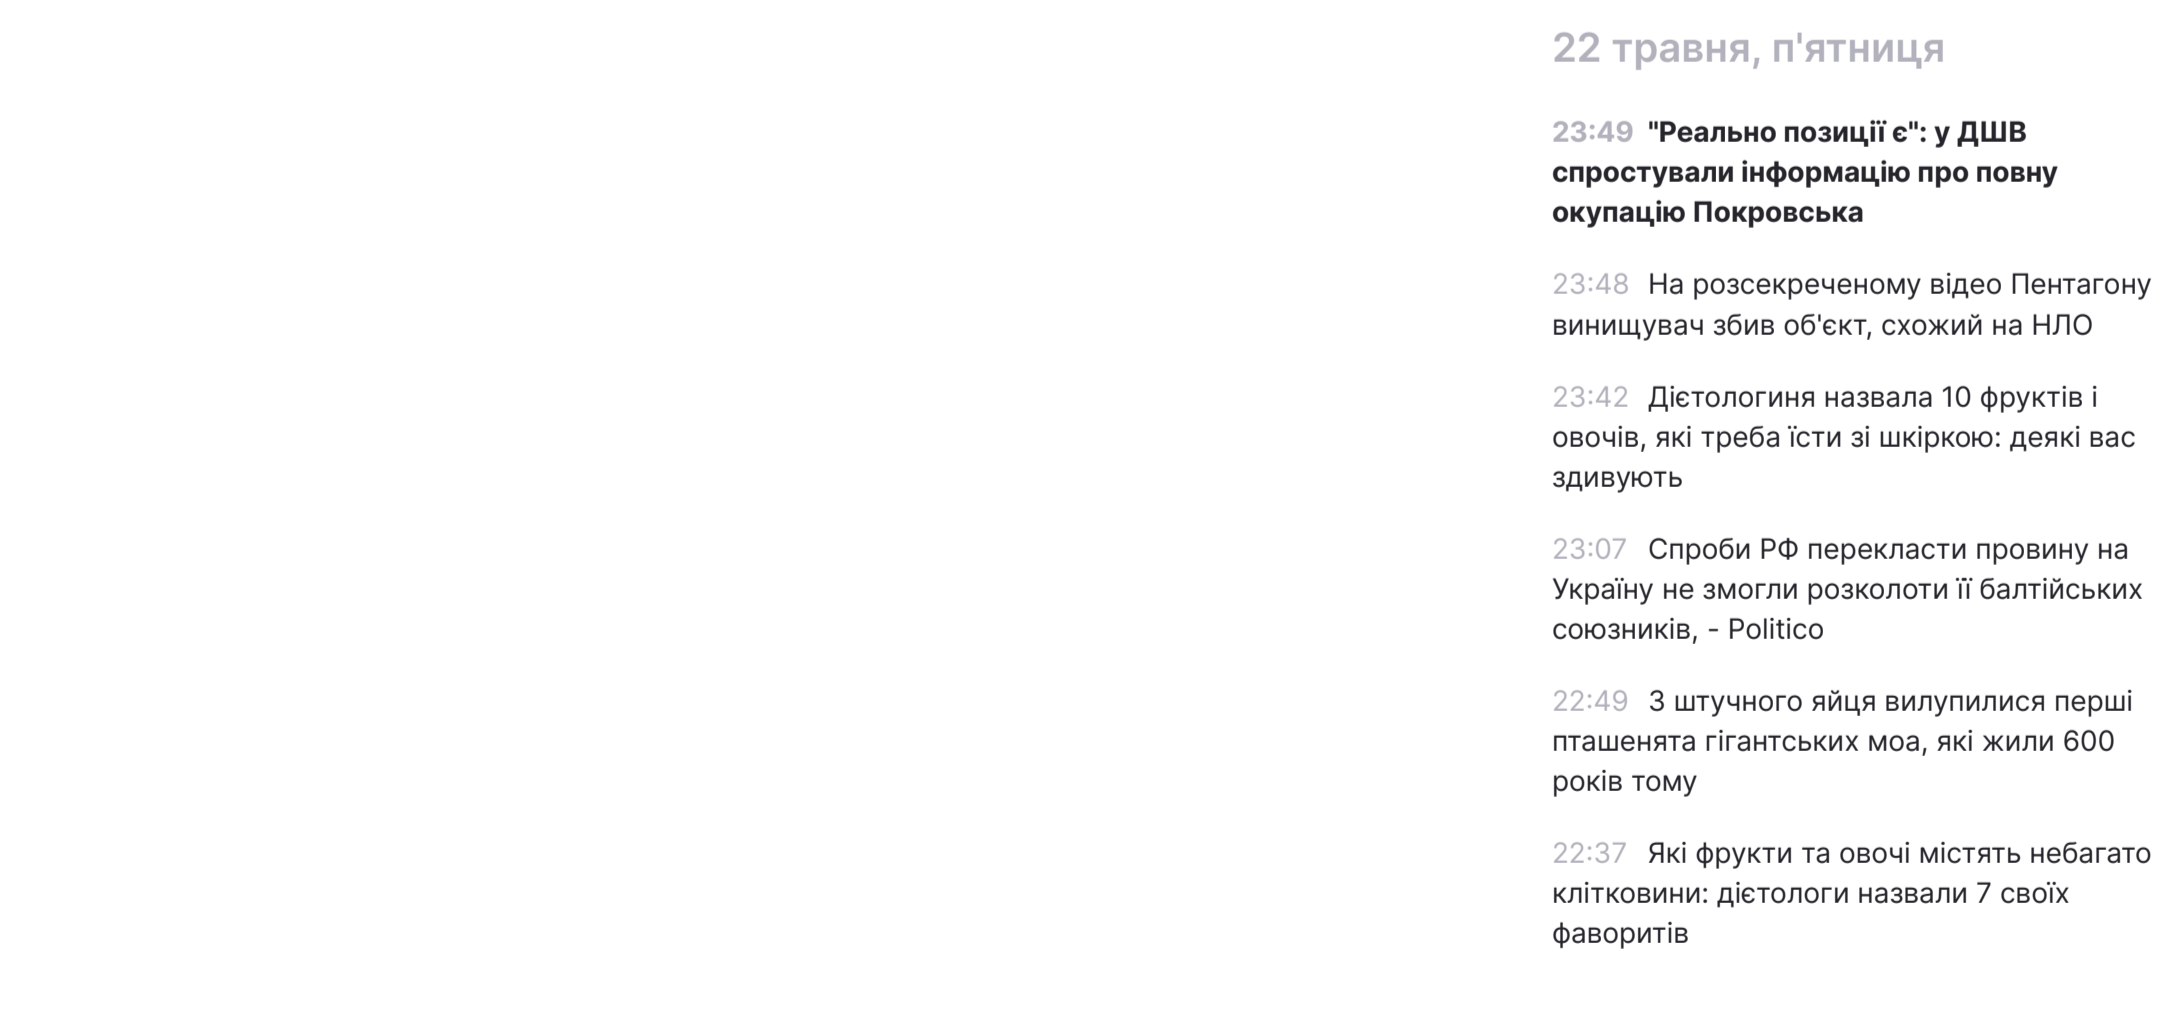 22 травня, п'ятниця
23:49 "Реально позиції є": у ДШВ
спростували інформацію про повну
окупацію Покровська
23:48 На розсекреченому відео Пентагону
винищувач збив об'єкт, схожий на НЛО
23:42 Дієтологиня назвала 10 фруктів і
овочів, які треба їсти зі шкіркою: деякі вас
здивують
23:07 Спроби РФ перекласти провину на
Україну не змогли розколоти її балтійських
союзників, - Politico
22:49 З штучного яйця вилупилися перші
пташенята гігантських моа, які жили 600
років тому
22:37 Які фрукти та овочі містять небагато
клітковини: дієтологи назвали 7 своїх
фаворитів